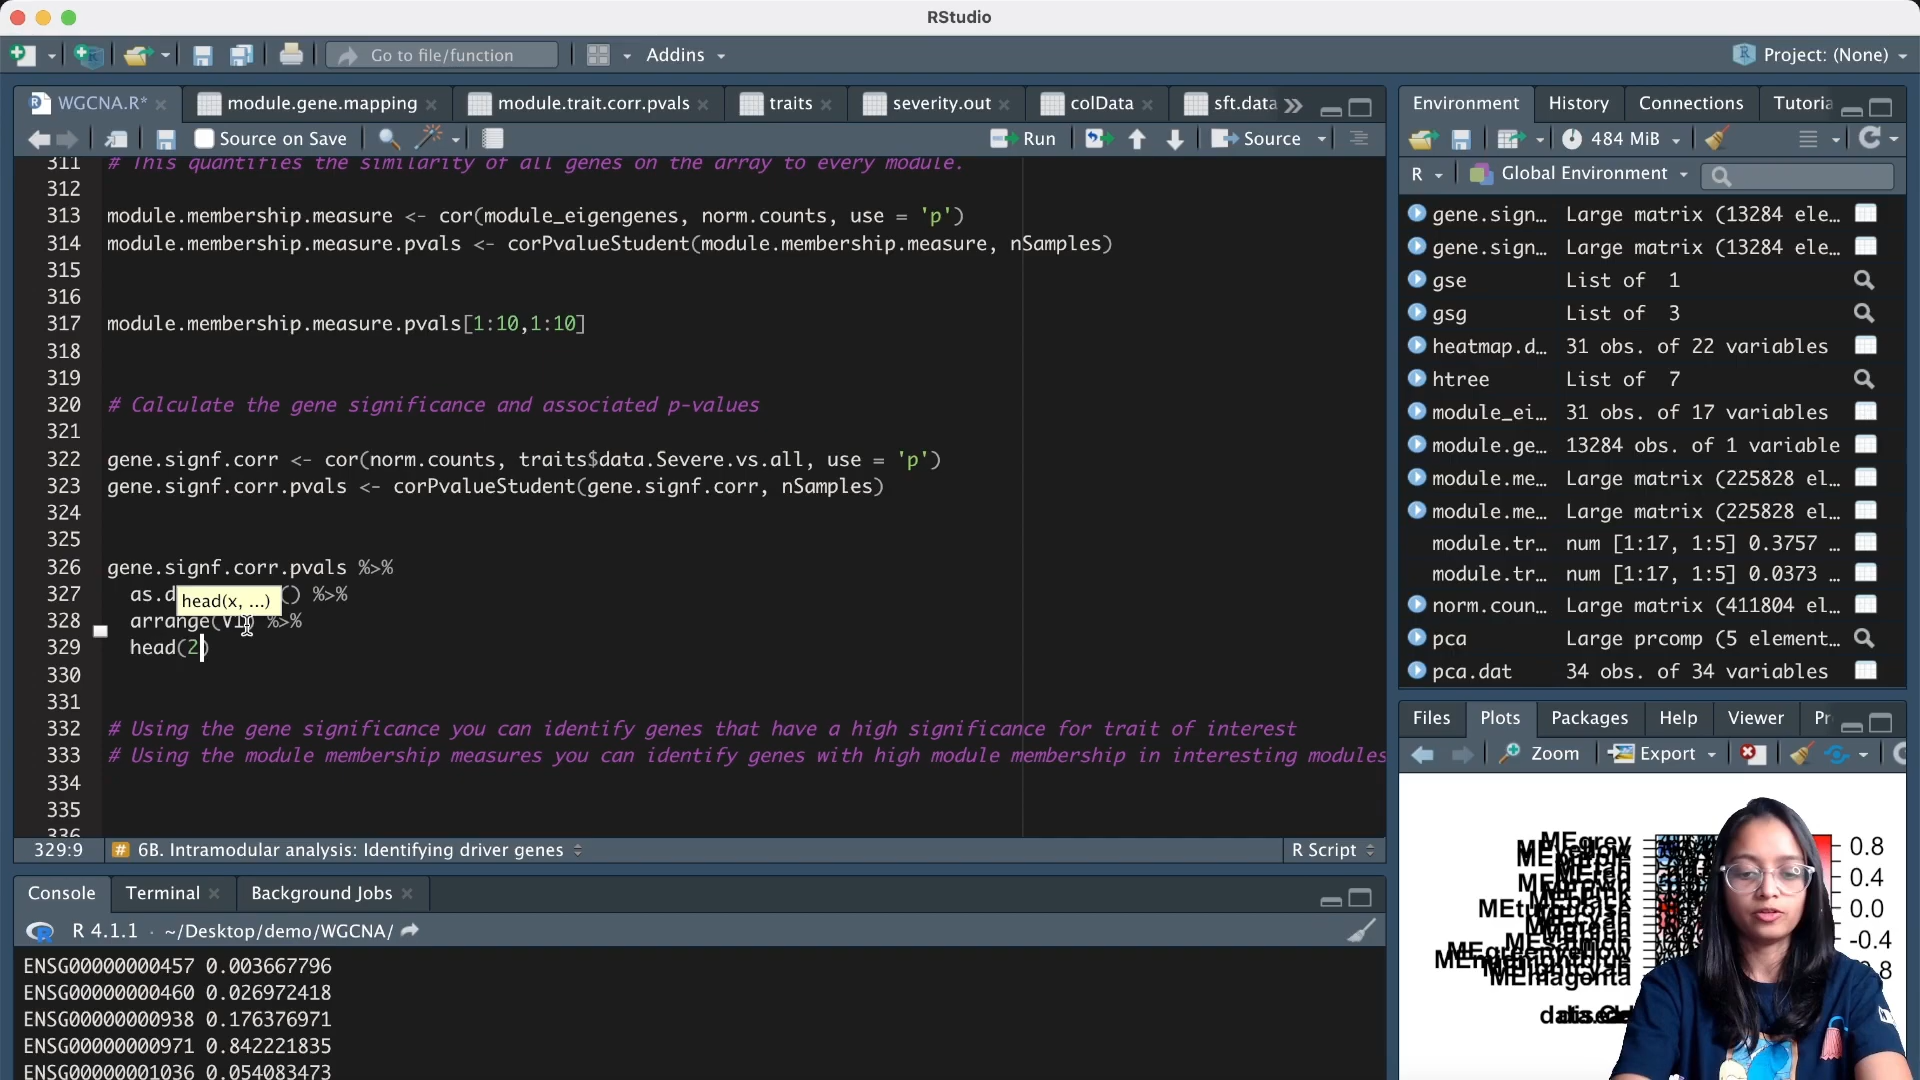 RStudio
Go to file/function
Addins
Project: (None)
WGCNA.R*
module.gene.mapping
module.trait.corr.pvals
traits
severity.out
colData
sft.data
Source on Save
Run
Source
311 # This quantifies the similarity of all genes on the array to every module.
312
313 module.membership.measure <- cor(module_eigengenes, norm.counts, use = 'p')
314 module.membership.measure.pvals <- corPvalueStudent(module.membership.measure, nSamples)
315
316
317 module.membership.measure.pvals[1:10,1:10]
318
319
320 # Calculate the gene significance and associated p-values
321
322 gene.signf.corr <- cor(norm.counts, traits$data.Severe.vs.all, use = 'p')
323 gene.signf.corr.pvals <- corPvalueStudent(gene.signf.corr, nSamples)
324
325
326 gene.signf.corr.pvals %>%
327 as.d () %>%
head(x, ...)
328 arrange(V1) %>%
329 head(2)
330
331
332 # Using the gene significance you can identify genes that have a high significance for trait of interest
333 # Using the module membership measures you can identify genes with high module membership in interesting modules
334
335
336
329:9
# 6B. Intramodular analysis: Identifying driver genes
R Script
Console
Terminal
Background Jobs
R 4.1.1 · ~/Desktop/demo/WGCNA/
ENSG00000000457 0.003667796
ENSG00000000460 0.026972418
ENSG00000000938 0.176376971
ENSG00000000971 0.842221835
ENSG00000001036 0.054083473
Environment
History
Connections
Tutoria
484 MiB
R
Global Environment
gene.sign... Large matrix (13284 ele...
gene.sign... Large matrix (13284 ele...
gse List of 1
gsg List of 3
heatmap.d... 31 obs. of 22 variables
htree List of 7
module_ei... 31 obs. of 17 variables
module.ge... 13284 obs. of 1 variable
module.me... Large matrix (225828 el...
module.me... Large matrix (225828 el...
module.tr... num [1:17, 1:5] 0.3757 ...
module.tr... num [1:17, 1:5] 0.0373 ...
norm.coun... Large matrix (411804 el...
pca Large prcomp (5 element...
pca.dat 34 obs. of 34 variables
Files
Plots
Packages
Help
Viewer
Pr
Zoom
Export
MEgrey
MEyellow
MEpurple
MEtan
MEpink
MEsalmon
MEgreenyellow
MEmagenta
0.8
0.4
0.0
-0.4